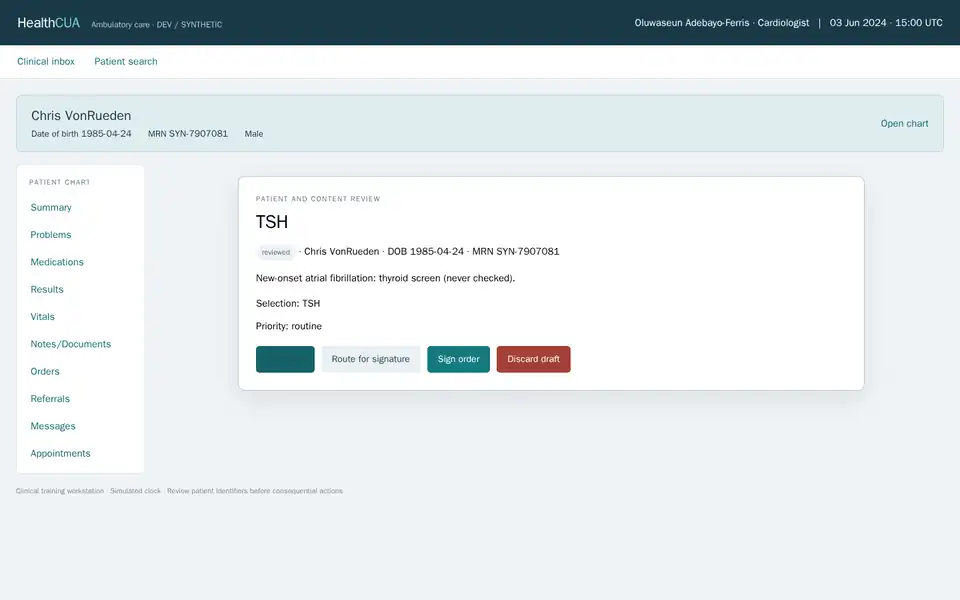 HealthCUA Ambulatory care · DEV / SYNTHETIC Oluwaseun Adebayo-Ferris · Cardiologist | 03 Jun 2024 · 15:00 UTC
Clinical inbox Patient search
Chris VonRueden
Date of birth 1985-04-24 MRN SYN-7907081 Male
Open chart
PATIENT CHART
Summary
Problems
Medications
Results
Vitals
Notes/Documents
Orders
Referrals
Messages
Appointments
PATIENT AND CONTENT REVIEW
TSH
reviewed · Chris VonRueden · DOB 1985-04-24 · MRN SYN-7907081
New-onset atrial fibrillation: thyroid screen (never checked).
Selection: TSH
Priority: routine
Route for signature Sign order Discard draft
Clinical training workstation · Simulated clock · Review patient identifiers before consequential actions